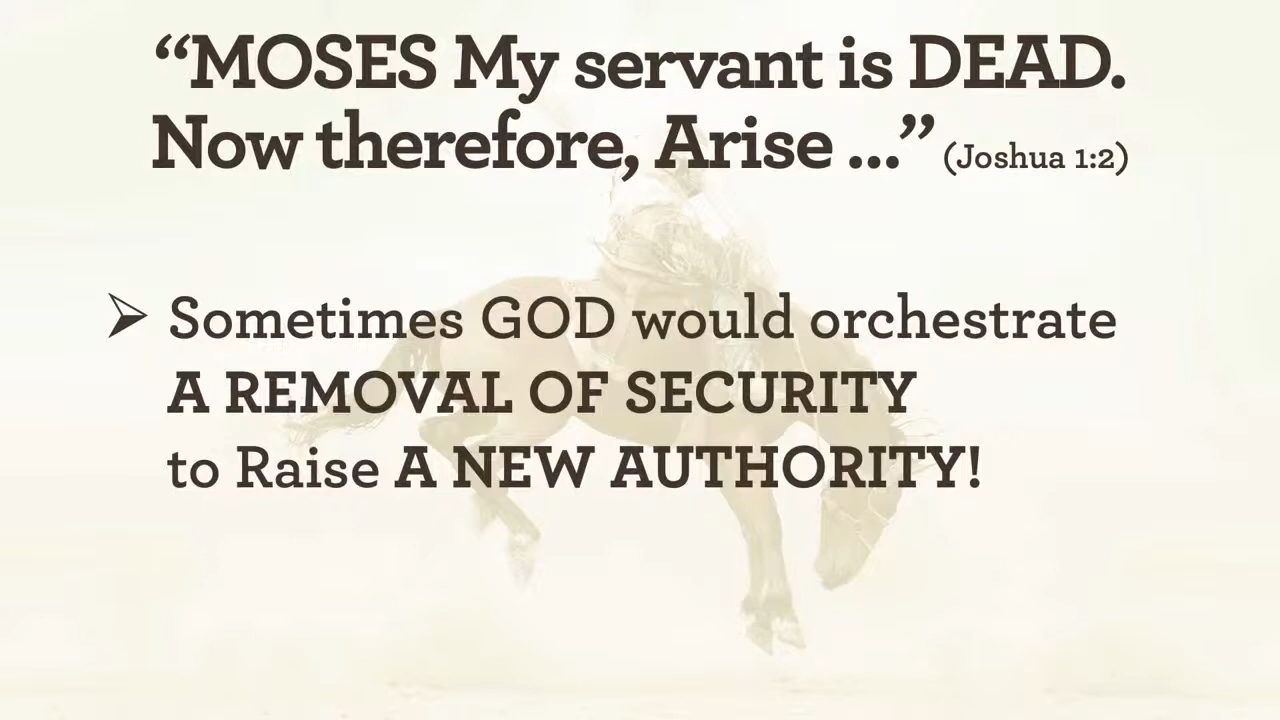 “MOSES My servant is DEAD.
Now therefore, Arise ...” (Joshua 1:2)
➢ Sometimes GOD would orchestrate
A REMOVAL OF SECURITY
to Raise A NEW AUTHORITY!